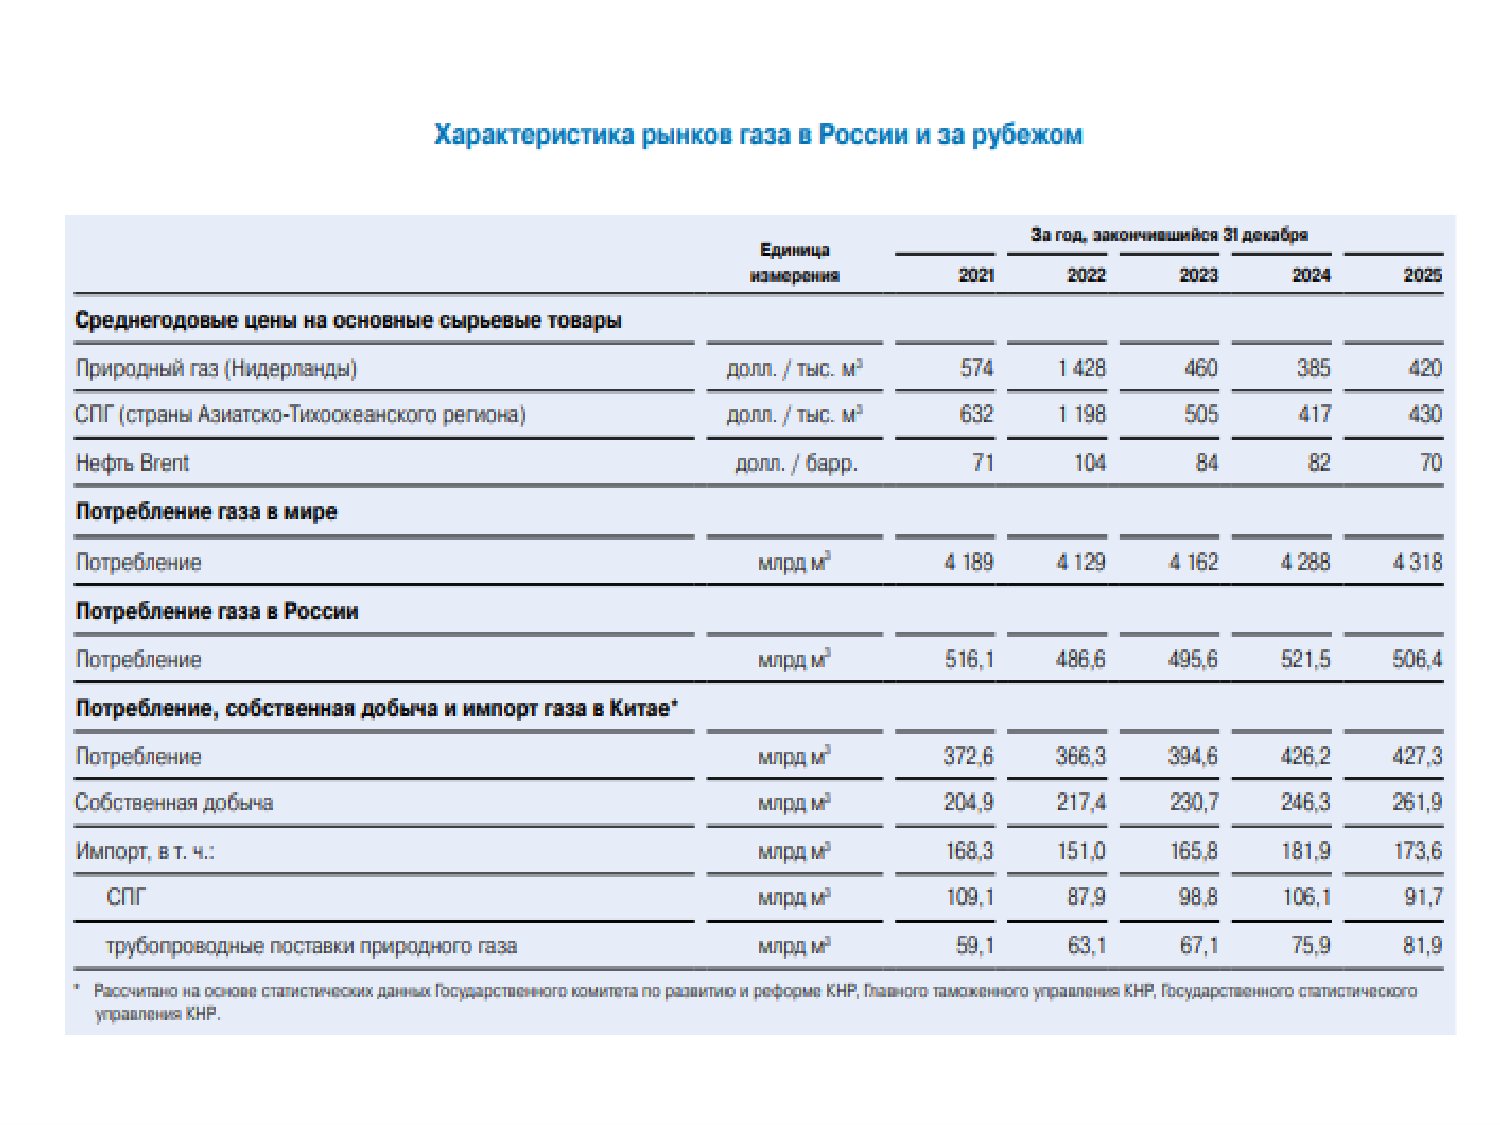 Характеристика рынков газа в России и за рубежом
За год, закончившийся 31 декабря
Единица
измерения 2021 2022 2023 2024 2025
Среднегодовые цены на основные сырьевые товары
Природный газ (Нидерланды) долл. / тыс. м³ 574 1 428 460 385 420
СПГ (страны Азиатско-Тихоокеанского региона) долл. / тыс. м³ 632 1 198 505 417 430
Нефть Brent долл. / барр. 71 104 84 82 70
Потребление газа в мире
Потребление млрд м³ 4 189 4 129 4 162 4 288 4 318
Потребление газа в России
Потребление млрд м³ 516,1 486,6 495,6 521,5 506,4
Потребление, собственная добыча и импорт газа в Китае*
Потребление млрд м³ 372,6 366,3 394,6 426,2 427,3
Собственная добыча млрд м³ 204,9 217,4 230,7 246,3 261,9
Импорт, в т. ч.: млрд м³ 168,3 151,0 165,8 181,9 173,6
СПГ млрд м³ 109,1 87,9 98,8 106,1 91,7
трубопроводные поставки природного газа млрд м³ 59,1 63,1 67,1 75,9 81,9
* Рассчитано на основе статистических данных Государственного комитета по развитию и реформе КНР, Главного таможенного управления КНР, Государственного статистического
управления КНР.